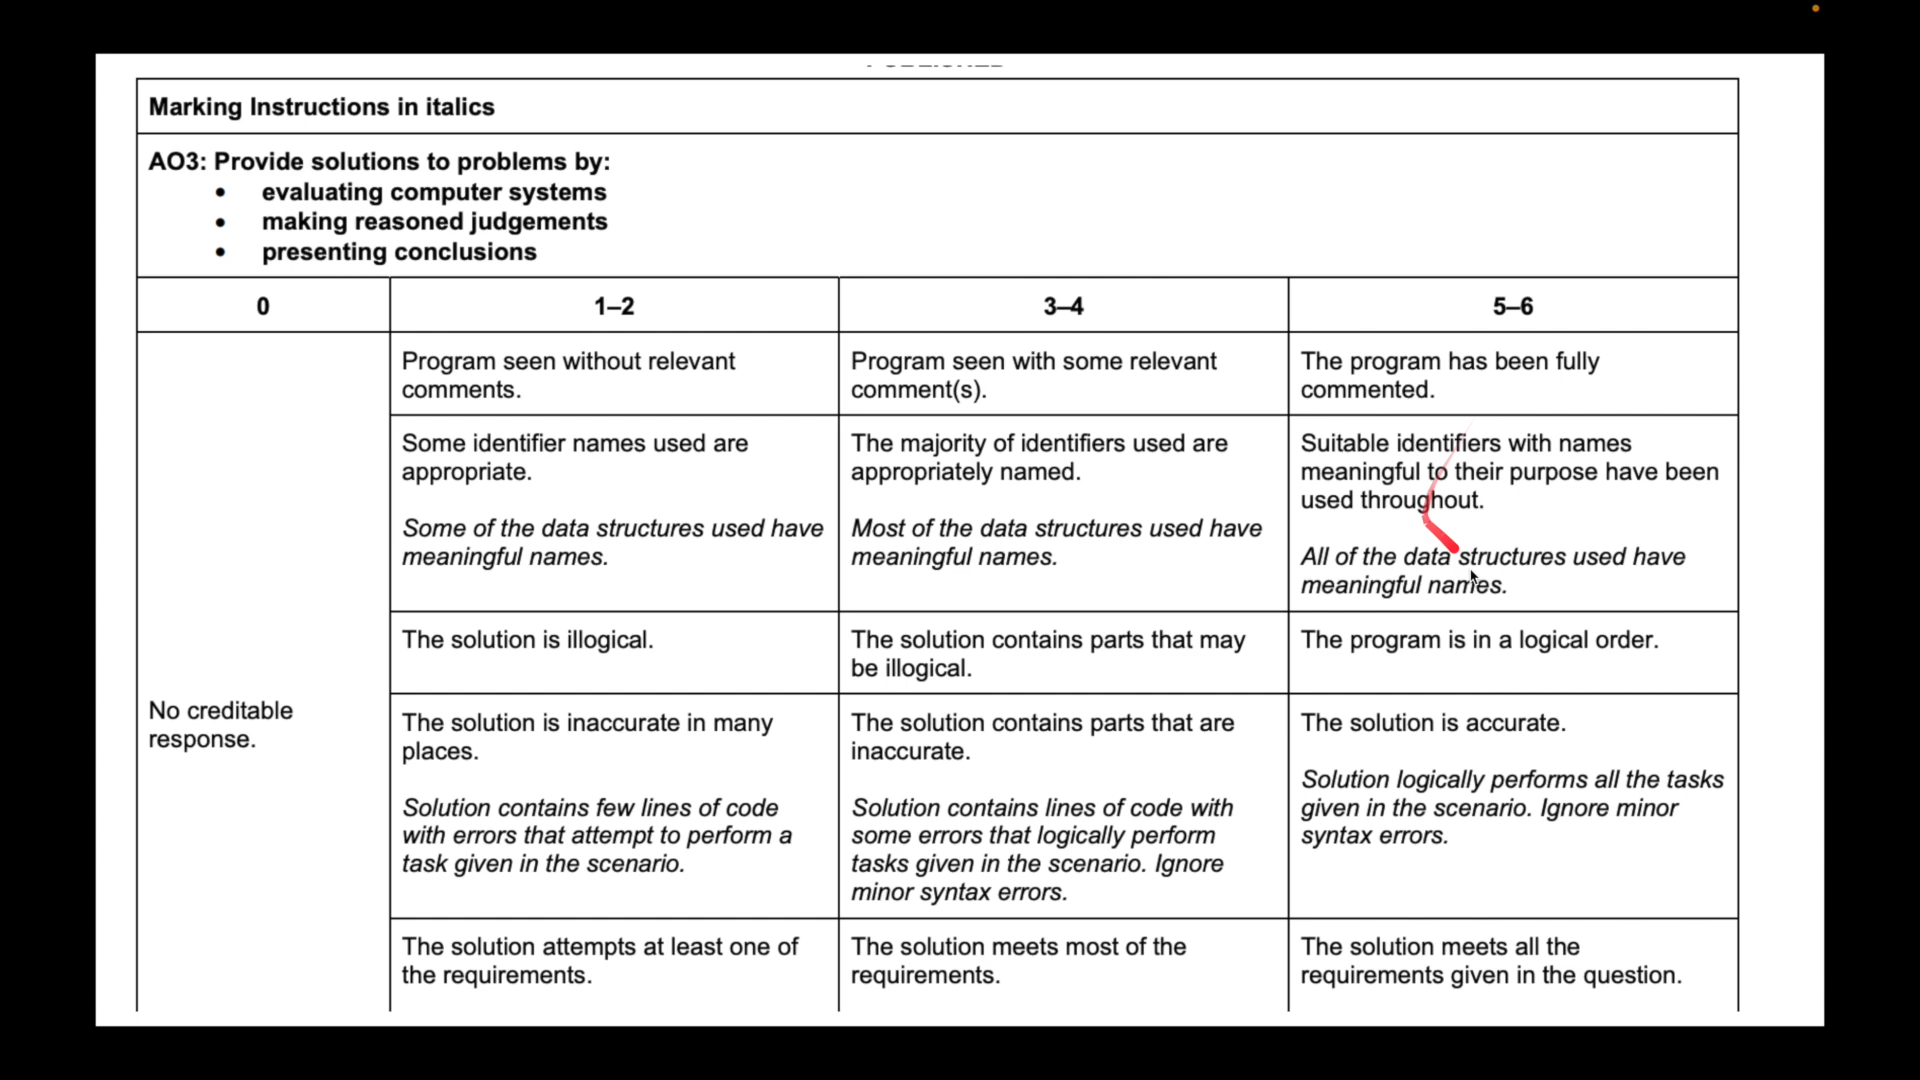 Marking Instructions in italics
AO3: Provide solutions to problems by:
• evaluating computer systems
• making reasoned judgements
• presenting conclusions
0
1–2
3–4
5–6
No creditable
response.
Program seen without relevant
comments.
Program seen with some relevant
comment(s).
The program has been fully
commented.
Some identifier names used are
appropriate.
Some of the data structures used have
meaningful names.
The majority of identifiers used are
appropriately named.
Most of the data structures used have
meaningful names.
Suitable identifiers with names
meaningful to their purpose have been
used throughout.
All of the data structures used have
meaningful names.
The solution is illogical.
The solution contains parts that may
be illogical.
The program is in a logical order.
The solution is inaccurate in many
places.
Solution contains few lines of code
with errors that attempt to perform a
task given in the scenario.
The solution contains parts that are
inaccurate.
Solution contains lines of code with
some errors that logically perform
tasks given in the scenario. Ignore
minor syntax errors.
The solution is accurate.
Solution logically performs all the tasks
given in the scenario. Ignore minor
syntax errors.
The solution attempts at least one of
the requirements.
The solution meets most of the
requirements.
The solution meets all the
requirements given in the question.